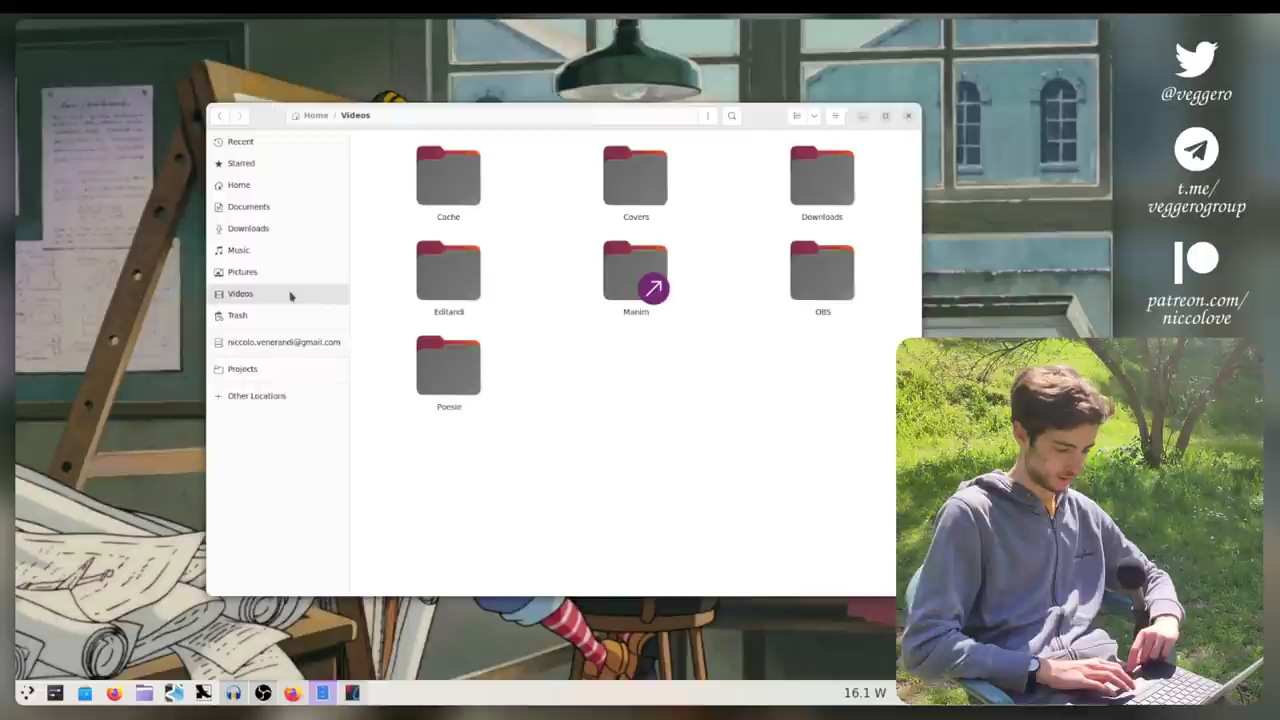 @veggero
t.me/
veggerogroup
patreon.com/
niccolove
Home / Videos
Recent
Starred
Home
Documents
Downloads
Music
Pictures
Videos
Trash
niccolo.venerandi@gmail.com
Projects
Other Locations
Cache
Covers
Downloads
Editandi
Manim
OBS
Poesie
16.1 W